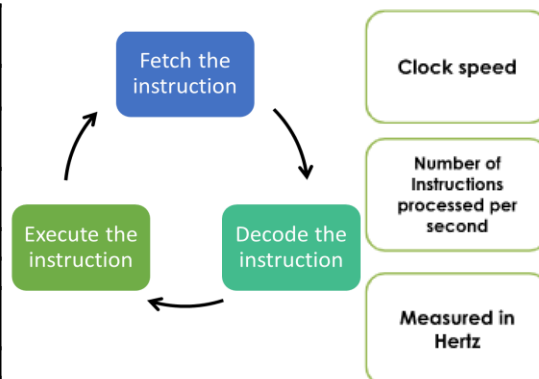 Fetch the
instruction
Execute the
instruction
Decode the
instruction
Clock speed
Number of
Instructions
processed per
second
Measured in
Hertz